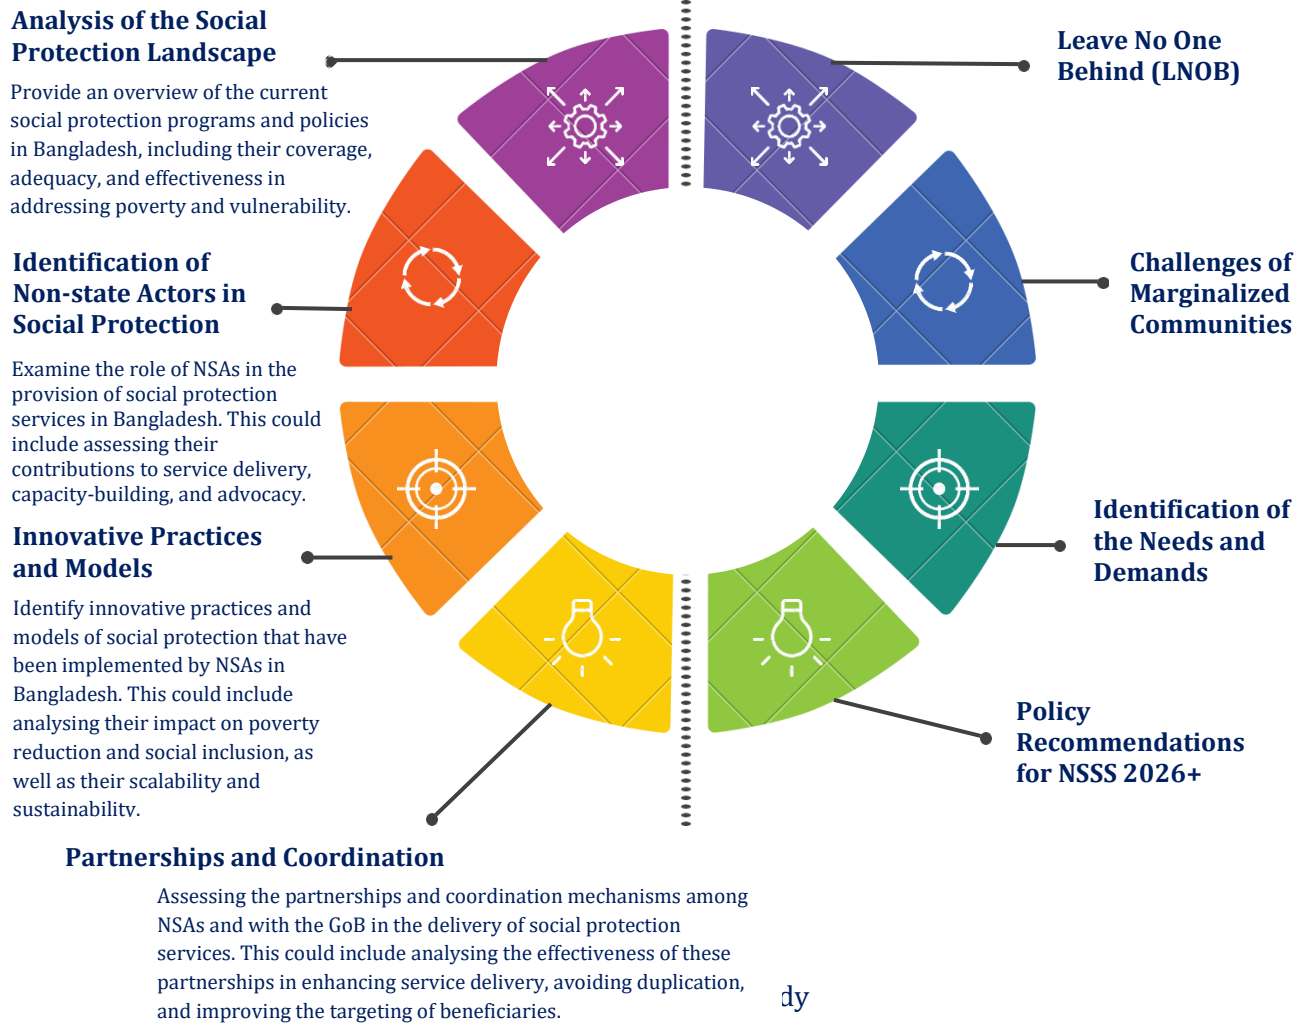 Analysis of the Social
Protection Landscape
Provide an overview of the current
social protection programs and policies
in Bangladesh, including their coverage,
adequacy, and effectiveness in
addressing poverty and vulnerability.
Identification of
Non-state Actors in
Social Protection
Examine the role of NSAs in the
provision of social protection
services in Bangladesh. This could
include assessing their
contributions to service delivery,
capacity-building, and advocacy.
Innovative Practices
and Models
Identify innovative practices and
models of social protection that have
been implemented by NSAs in
Bangladesh. This could include
analysing their impact on poverty
reduction and social inclusion, as
well as their scalability and
sustainability.
Partnerships and Coordination
Assessing the partnerships and coordination mechanisms among
NSAs and with the GoB in the delivery of social protection
services. This could include analysing the effectiveness of these
partnerships in enhancing service delivery, avoiding duplication,
and improving the targeting of beneficiaries.
Leave No One
Behind (LNOB)
Challenges of
Marginalized
Communities
Identification of
the Needs and
Demands
Policy
Recommendations
for NSSS 2026+